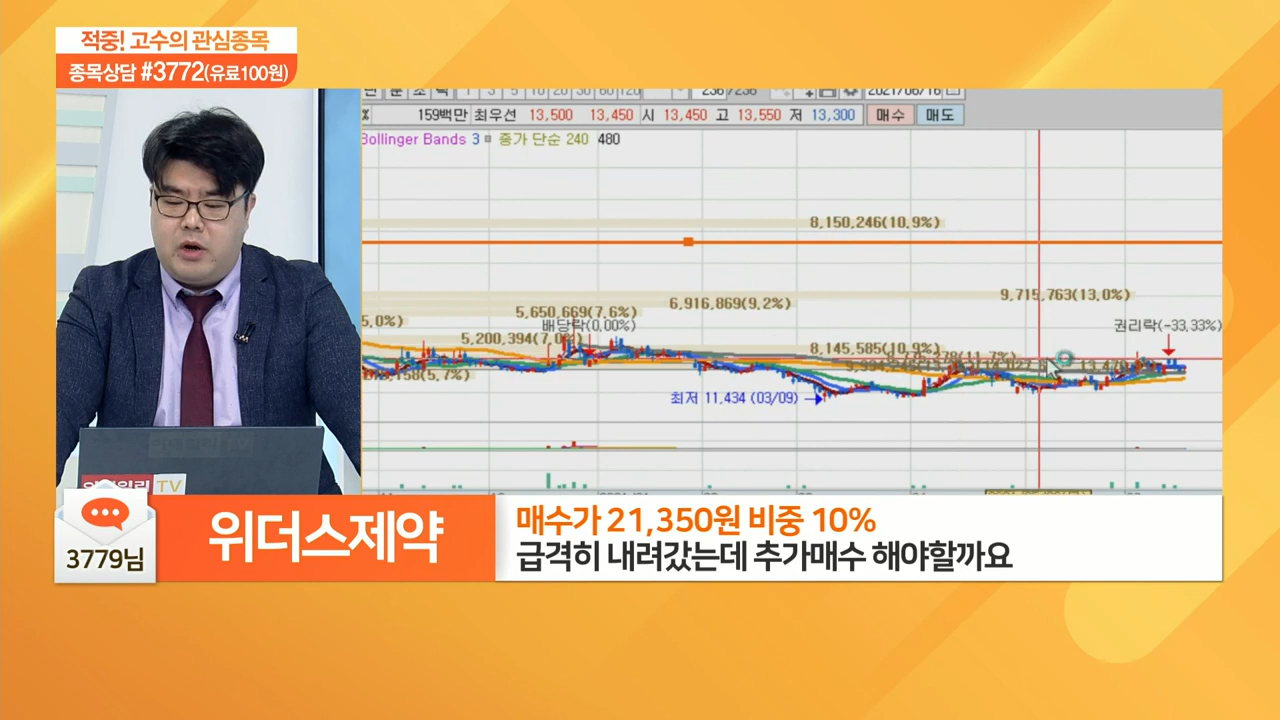 적중! 고수의 관심종목
종목상담 #3772(유료100원)
2021/06/16
159백만 최우선 13,500 13,450 시 13,450 고 13,550 저 13,300 매수 매도
Bollinger Bands 3 종가 단순 240 480
8,150,246(10,9%)
9,715,763(13,0%)
6,916,869(9,2%)
5,650,669(7,6%)
배당락(0,00%)
권리락(-33,33%)
5,0%)
5,200,394(7,0%)
8,145,585(10,9%)
158(5,7%)
최저 11,434 (03/09)
TV
3779님
위더스제약
매수가 21,350원 비중 10%
급격히 내려갔는데 추가매수 해야할까요